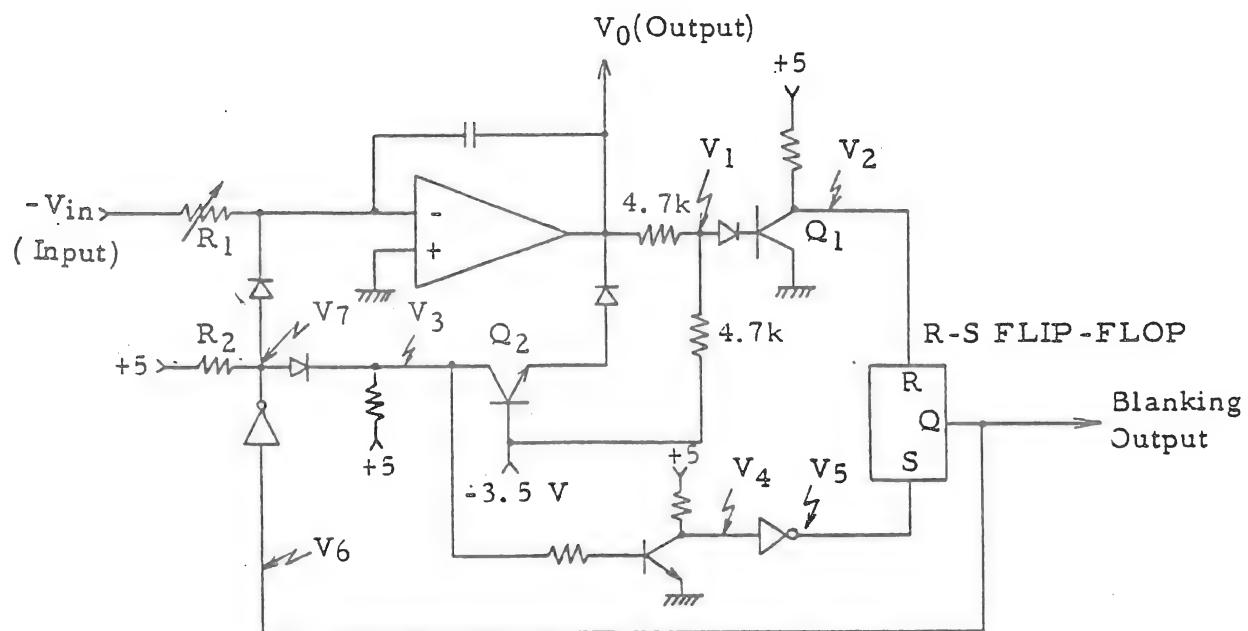 V0(Output)
+5
V1
V2
4.7k
-Vin
(Input)
R1
-
+
Q1
V7
V3
Q2
4.7k
R-S FLIP-FLOP
R2
+5
R
Q
S
Blanking
Output
+5
-3.5 V
+5
V4
V5
V6